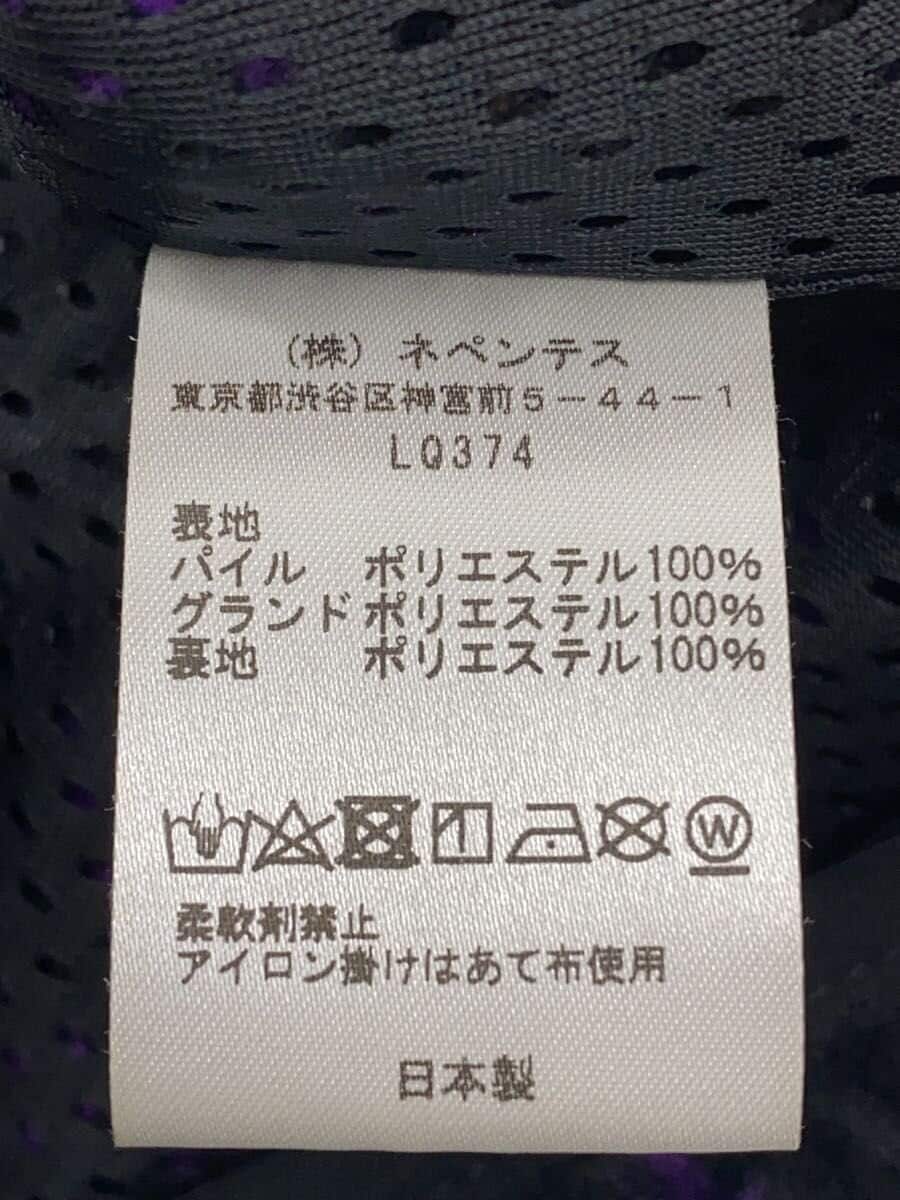 (株) ネペンテス
東京都渋谷区神宮前5-44-1
LQ374
表地
パイル ポリエステル100%
グランド ポリエステル100%
裏地 ポリエステル100%
W
柔軟剤禁止
アイロン掛けはあて布使用
日本製